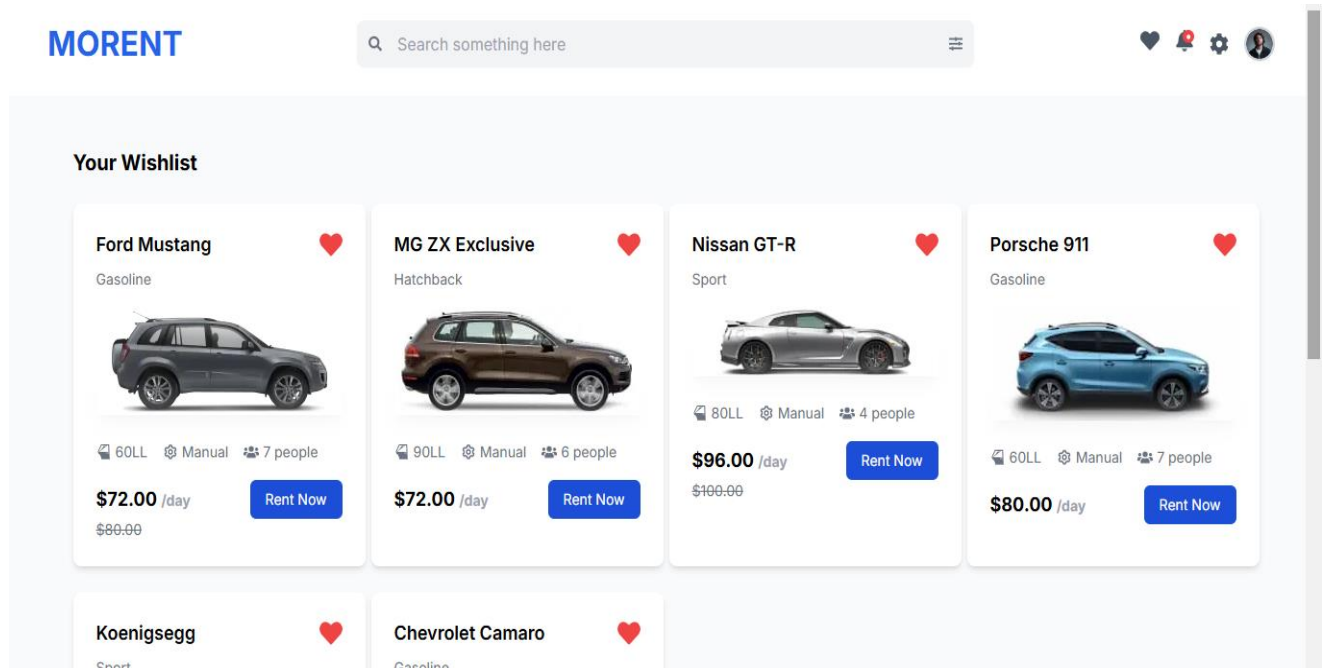 MORENT
Search something here
Your Wishlist
Ford Mustang
Gasoline
60LL Manual 7 people
$72.00 /day Rent Now
$80.00
MG ZX Exclusive
Hatchback
90LL Manual 6 people
$72.00 /day Rent Now
Nissan GT-R
Sport
80LL Manual 4 people
$96.00 /day Rent Now
$100.00
Porsche 911
Gasoline
60LL Manual 7 people
$80.00 /day Rent Now
Koenigsegg
Sport
Chevrolet Camaro
Gasoline